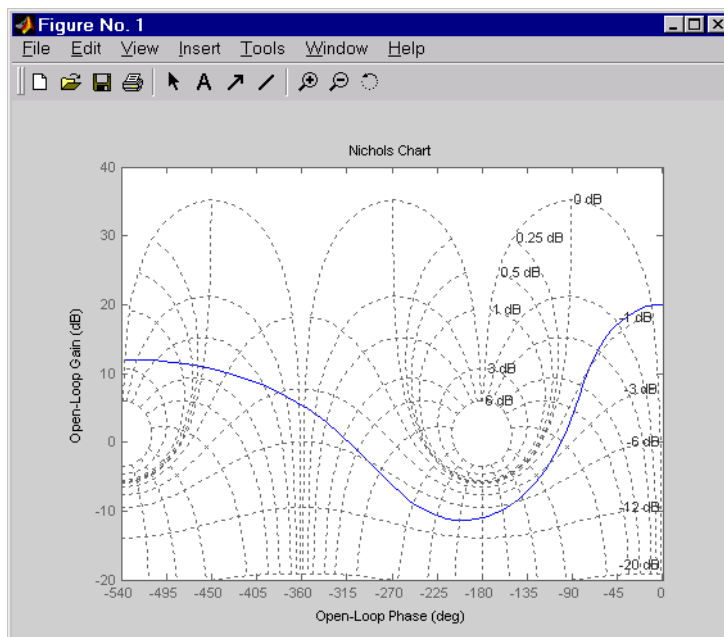 Figure No. 1
File Edit View Insert Tools Window Help
A
Nichols Chart
40
30
20
10
0
-10
-20
Open-Loop Gain (dB)
0 dB
0.25 dB
0.5 dB
1 dB
-1 dB
3 dB
-3 dB
6 dB
-6 dB
-12 dB
-20 dB
-540 -495 -450 -405 -360 -315 -270 -225 -180 -135 -90 -45 0
Open-Loop Phase (deg)